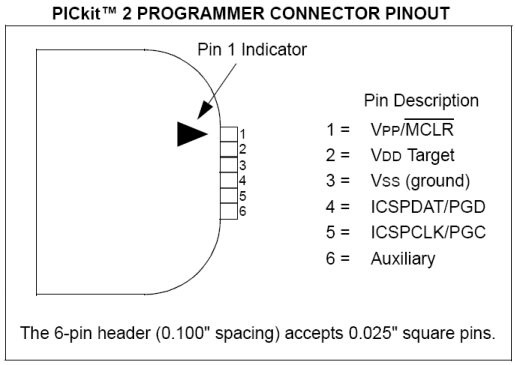 PICkit™ 2 PROGRAMMER CONNECTOR PINOUT
Pin 1 Indicator
1
2
3
4
5
6
Pin Description
1 = VPP/MCLR
2 = VDD Target
3 = VSS (ground)
4 = ICSPDAT/PGD
5 = ICSPCLK/PGC
6 = Auxiliary
The 6-pin header (0.100" spacing) accepts 0.025" square pins.